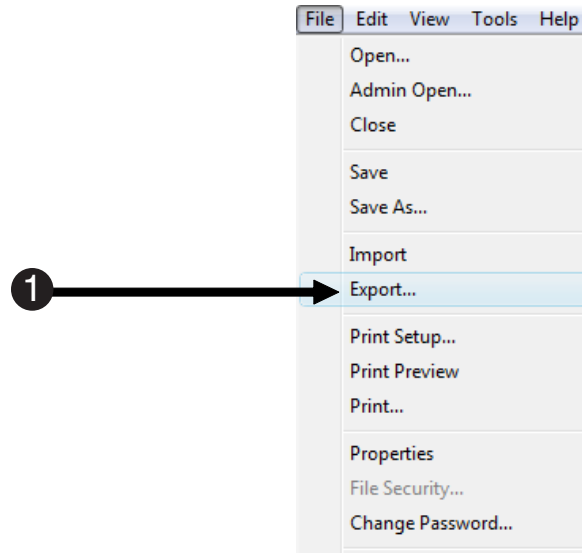 File Edit View Tools Help
Open...
Admin Open...
Close
Save
Save As...
Import
1 Export...
Print Setup...
Print Preview
Print...
Properties
File Security...
Change Password...